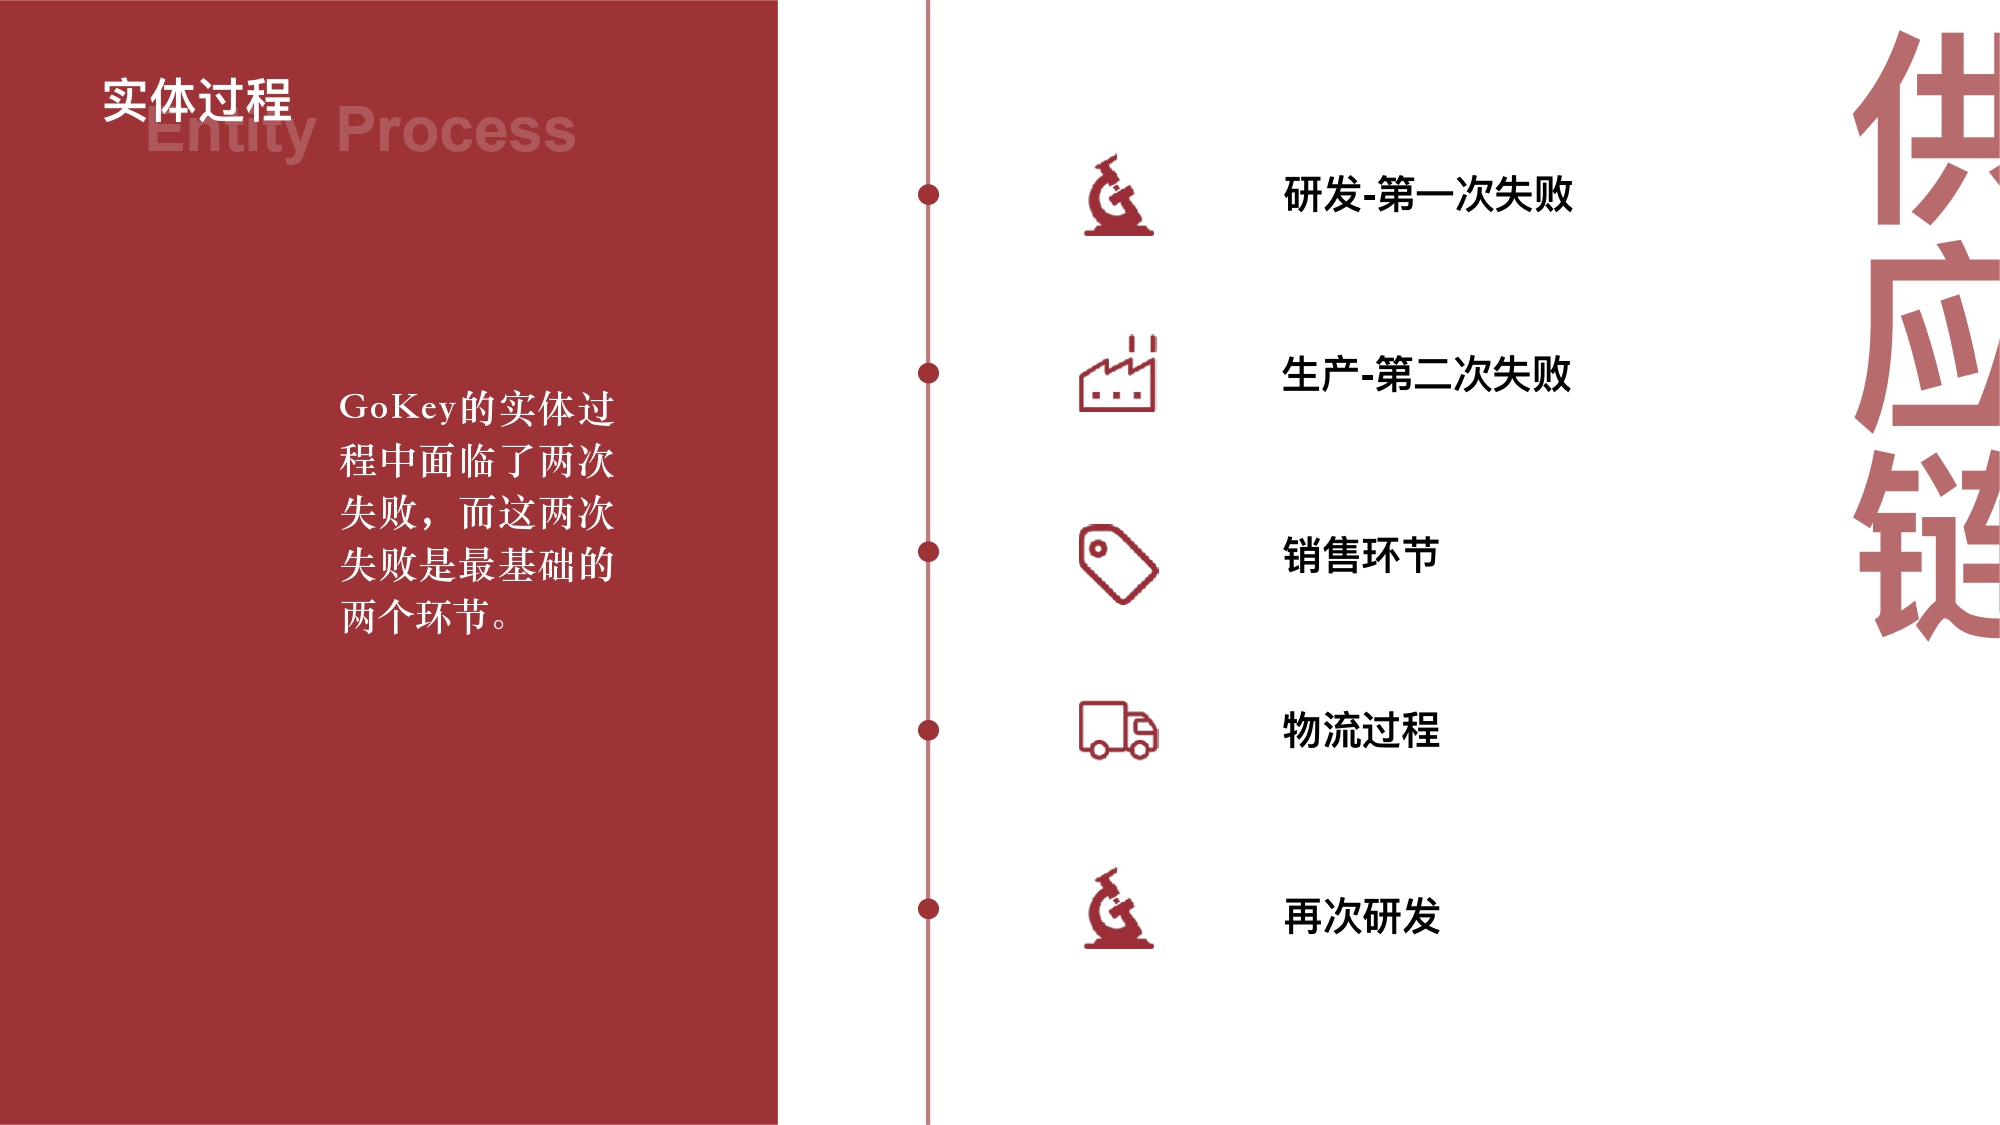 实体过程
Entity Process
GoKey的实体过
程中面临了两次
失败，而这两次
失败是最基础的
两个环节。
研发-第一次失败
生产-第二次失败
销售环节
物流过程
再次研发
供
应
链